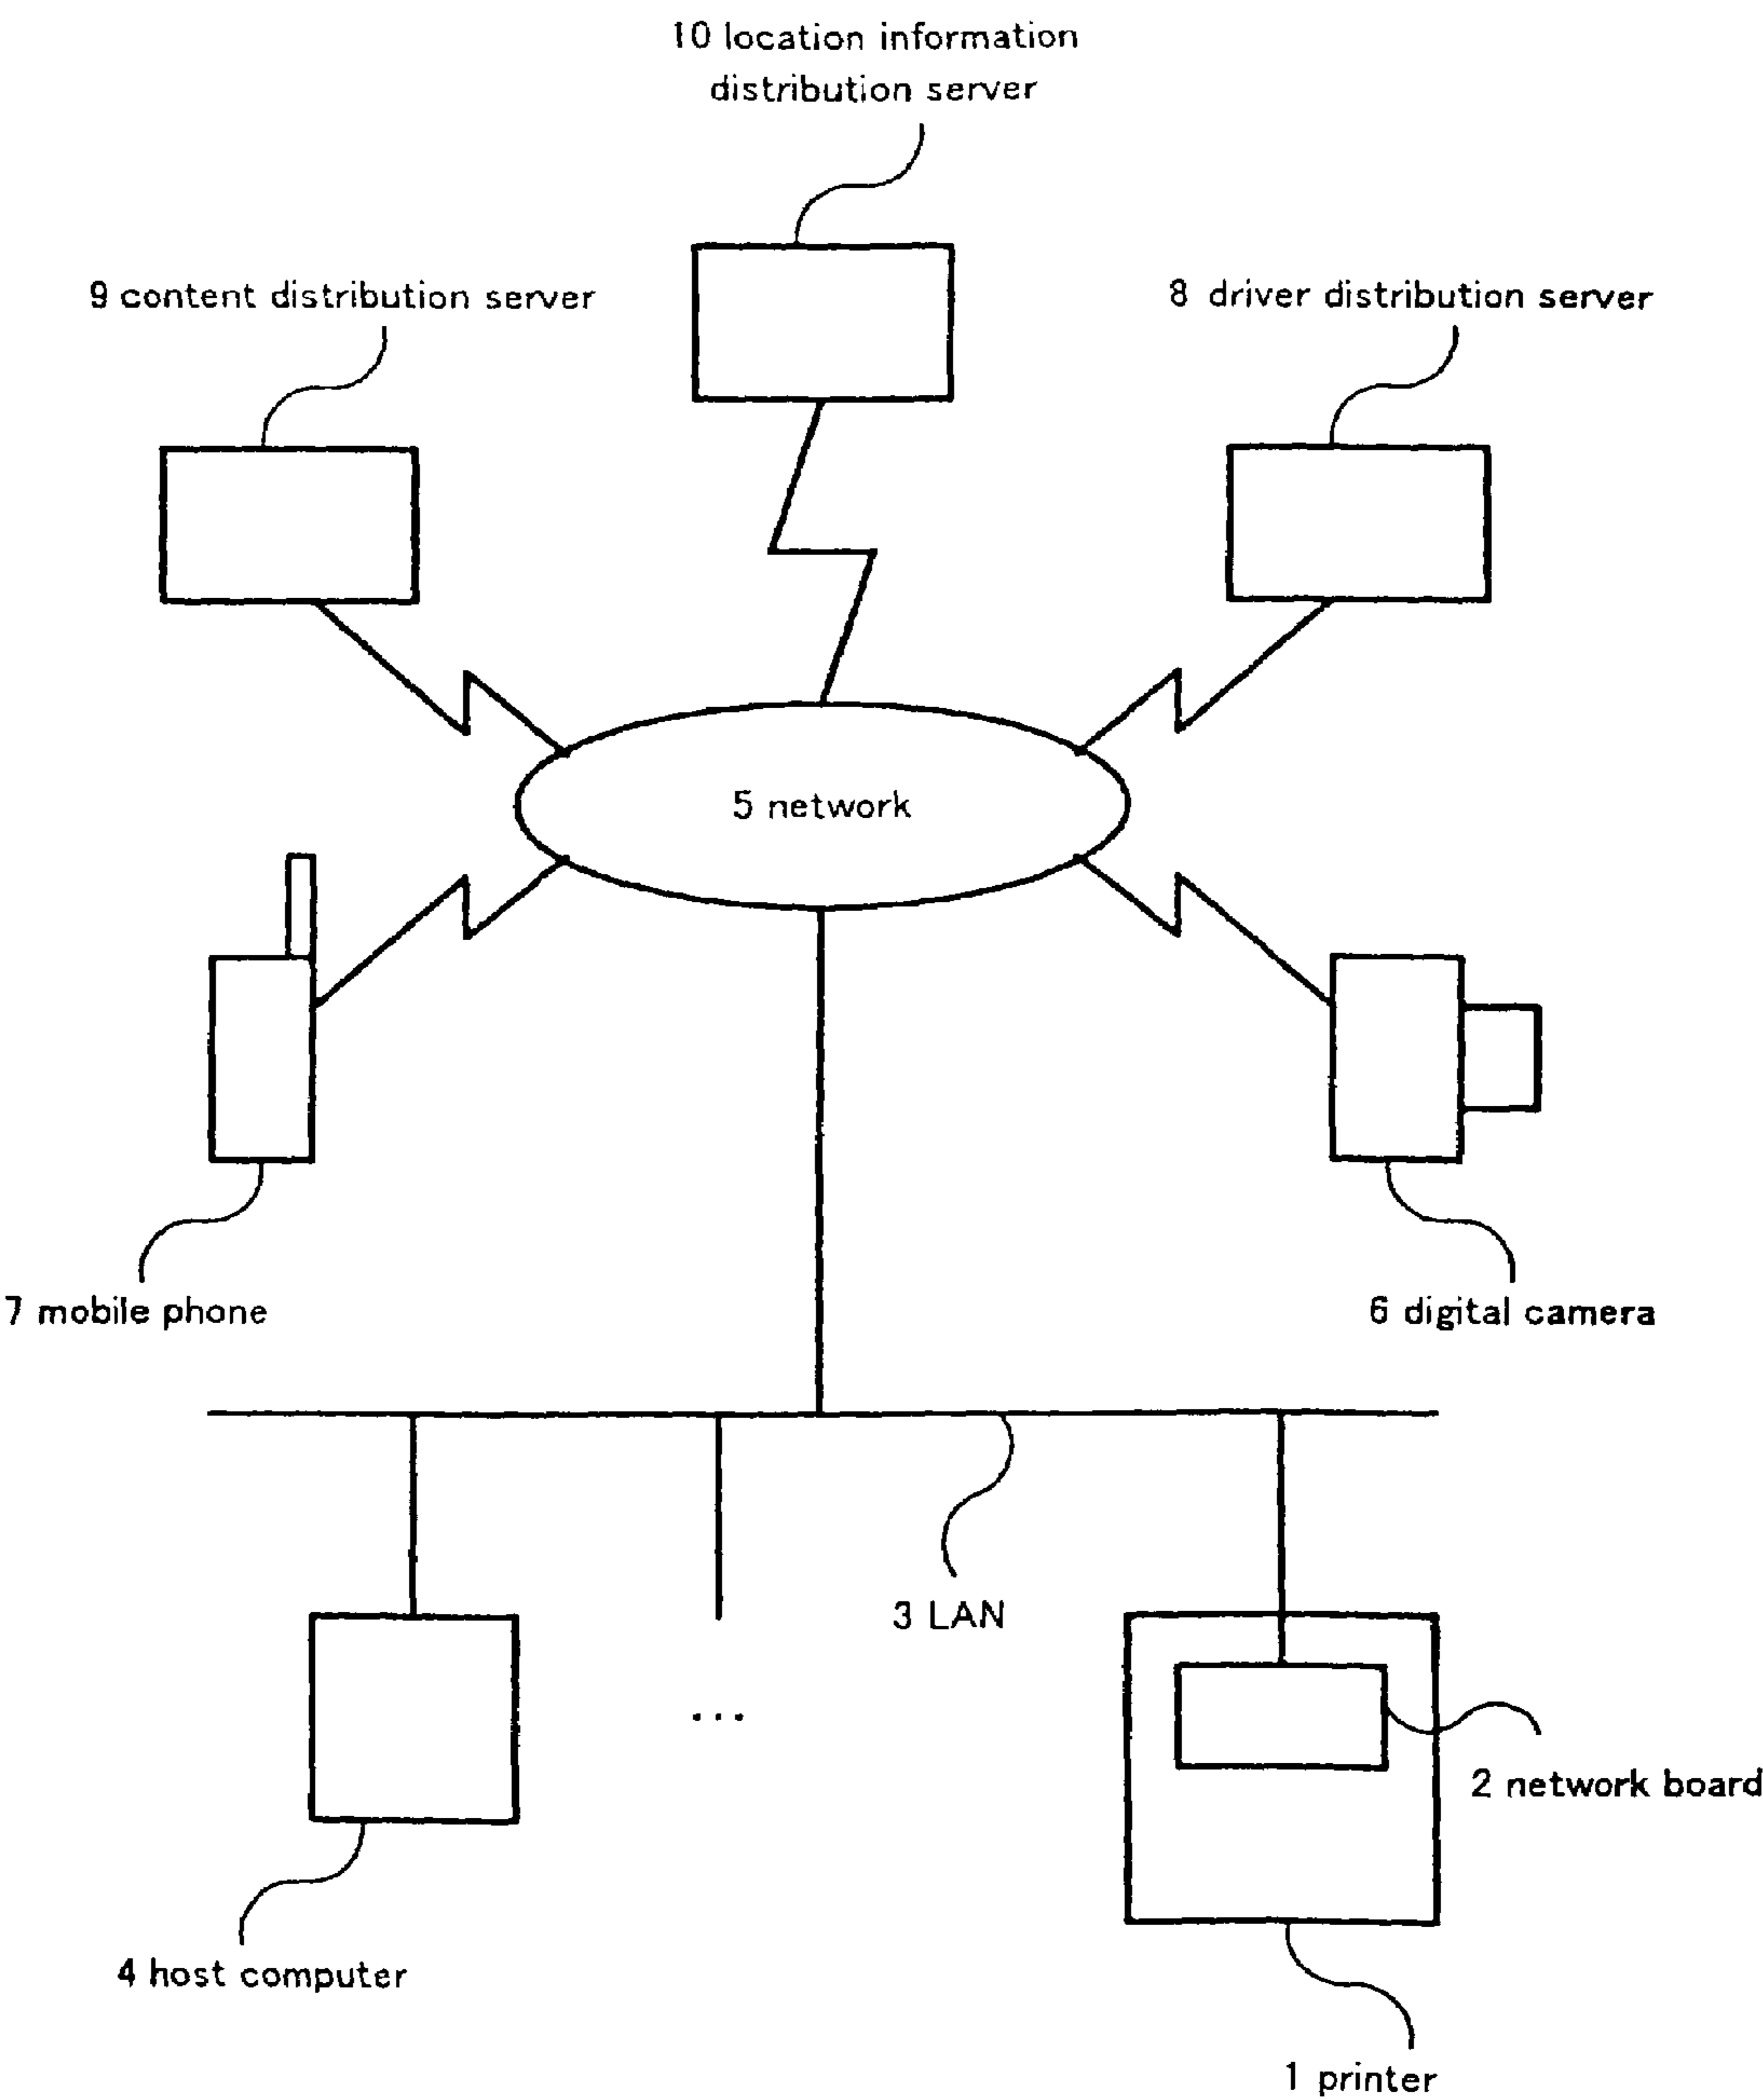 10 location information
distribution server
9 content distribution server
8 driver distribution server
5 network
7 mobile phone
6 digital camera
3 LAN
...
2 network board
4 host computer
1 printer